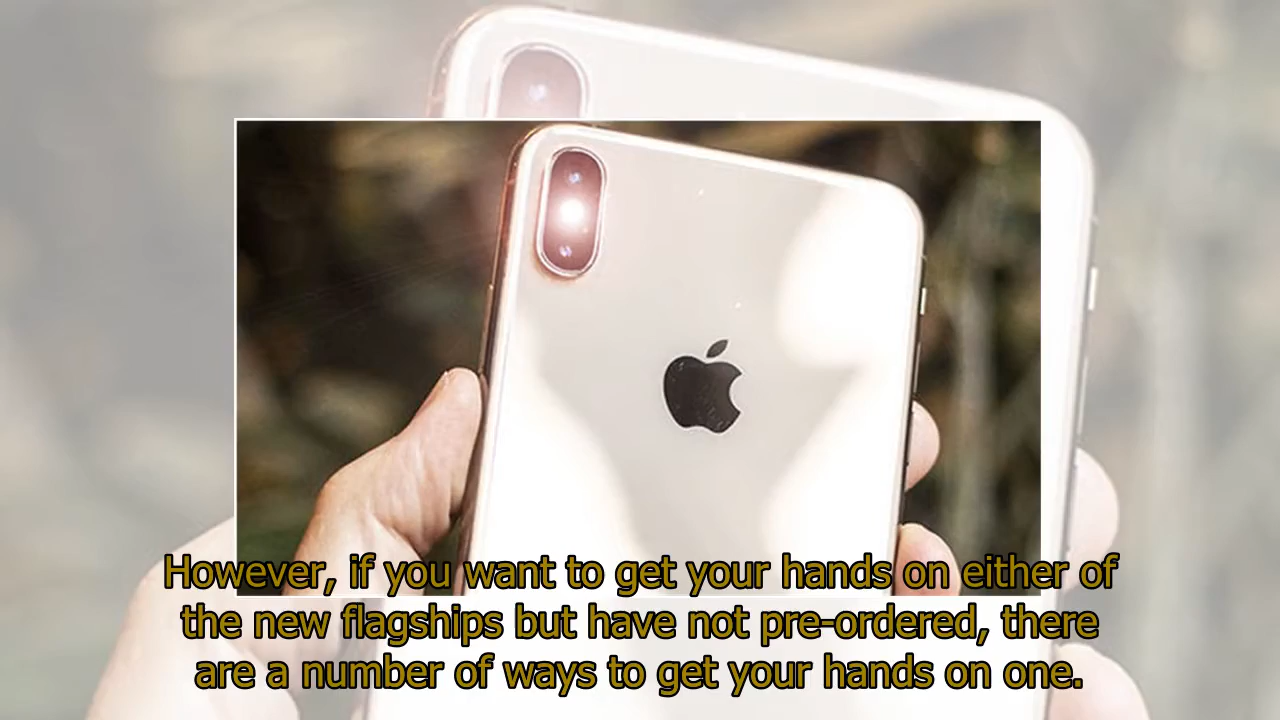 However, if you want to get your hands on either of
the new flagships but have not pre-ordered, there
are a number of ways to get your hands on one.